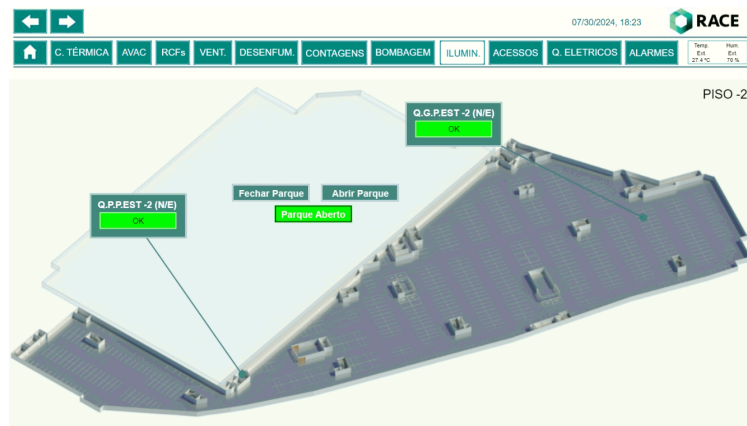 07/30/2024, 18:23
RACE
C. TÉRMICA AVAC RCFs VENT. DESENFUM. CONTAGENS BOMBAGEM ILUMIN. ACESSOS Q. ELETRICOS ALARMES
Temp. Hum.
Ext. Ext.
27.4 ºC 70 %
PISO -2
Q.G.P.EST -2 (N/E)
OK
Fechar Parque Abrir Parque
Q.P.P.EST -2 (N/E)
OK
Parque Aberto